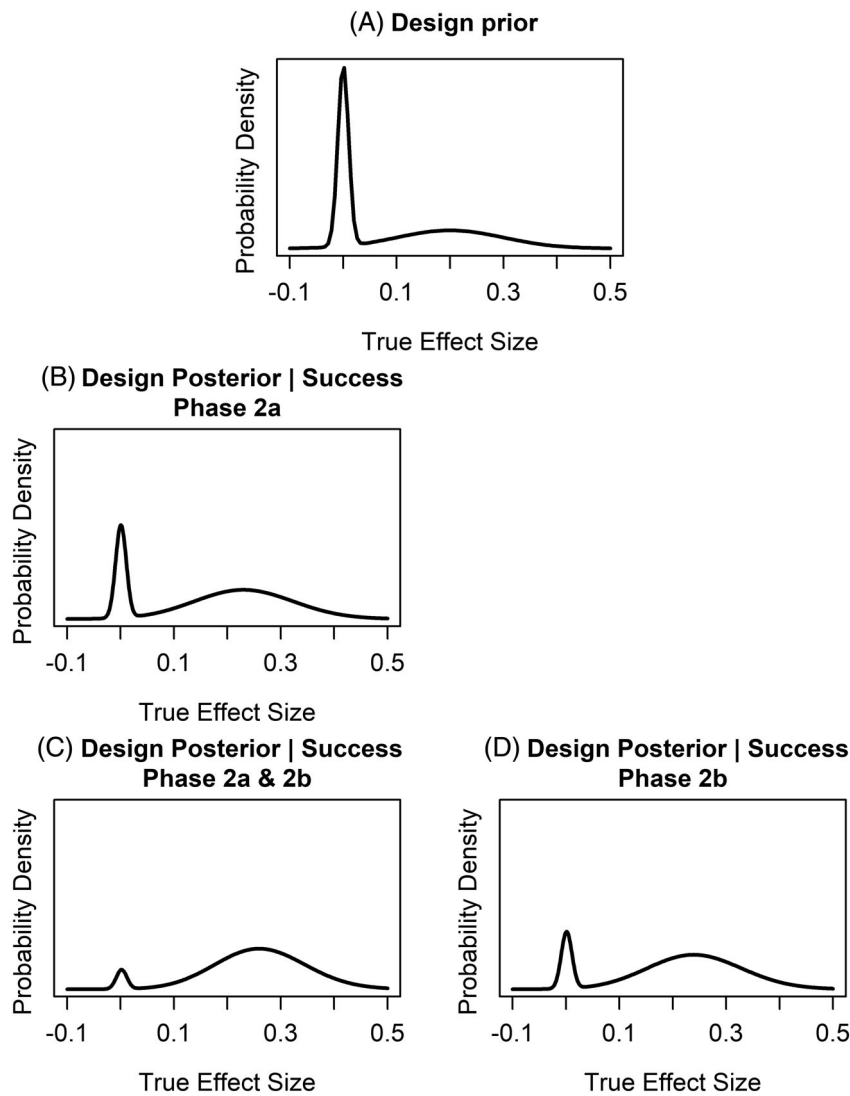 (A) Design prior
Probability Density
-0.1 0.1 0.3 0.5
True Effect Size
(B) Design Posterior | Success
Phase 2a
Probability Density
-0.1 0.1 0.3 0.5
True Effect Size
(C) Design Posterior | Success
Phase 2a & 2b
Probability Density
-0.1 0.1 0.3 0.5
True Effect Size
(D) Design Posterior | Success
Phase 2b
Probability Density
-0.1 0.1 0.3 0.5
True Effect Size